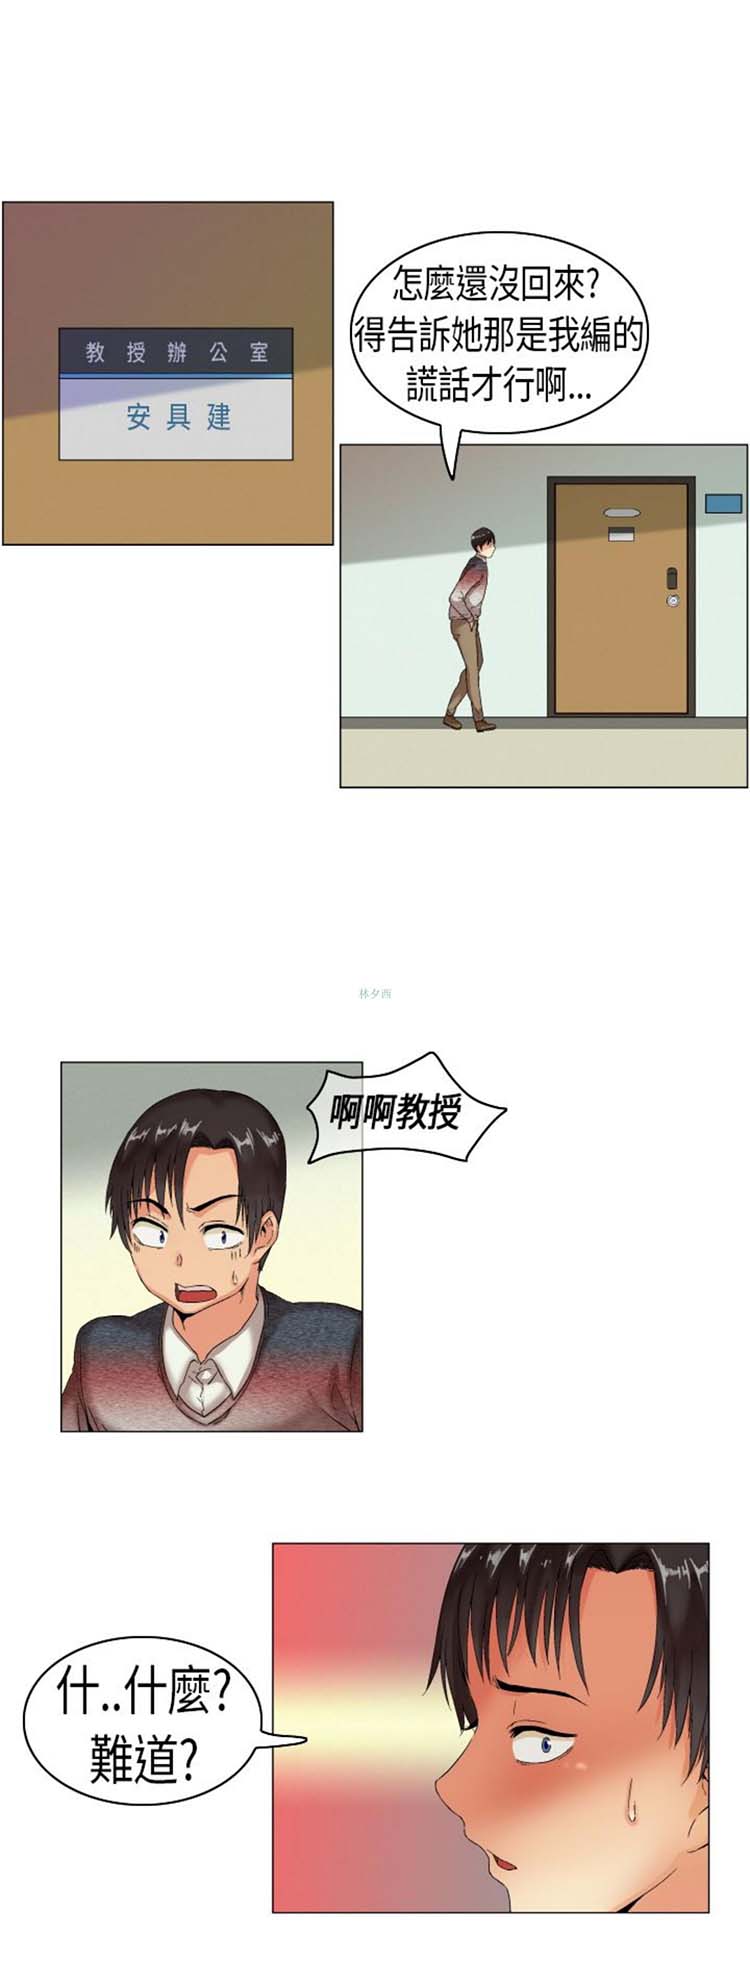 教授辦公室
安具建
怎麼還沒回來?
得告訴她那是我編的
謊話才行啊...
林夕西
啊啊教授
什..什麼?
難道?